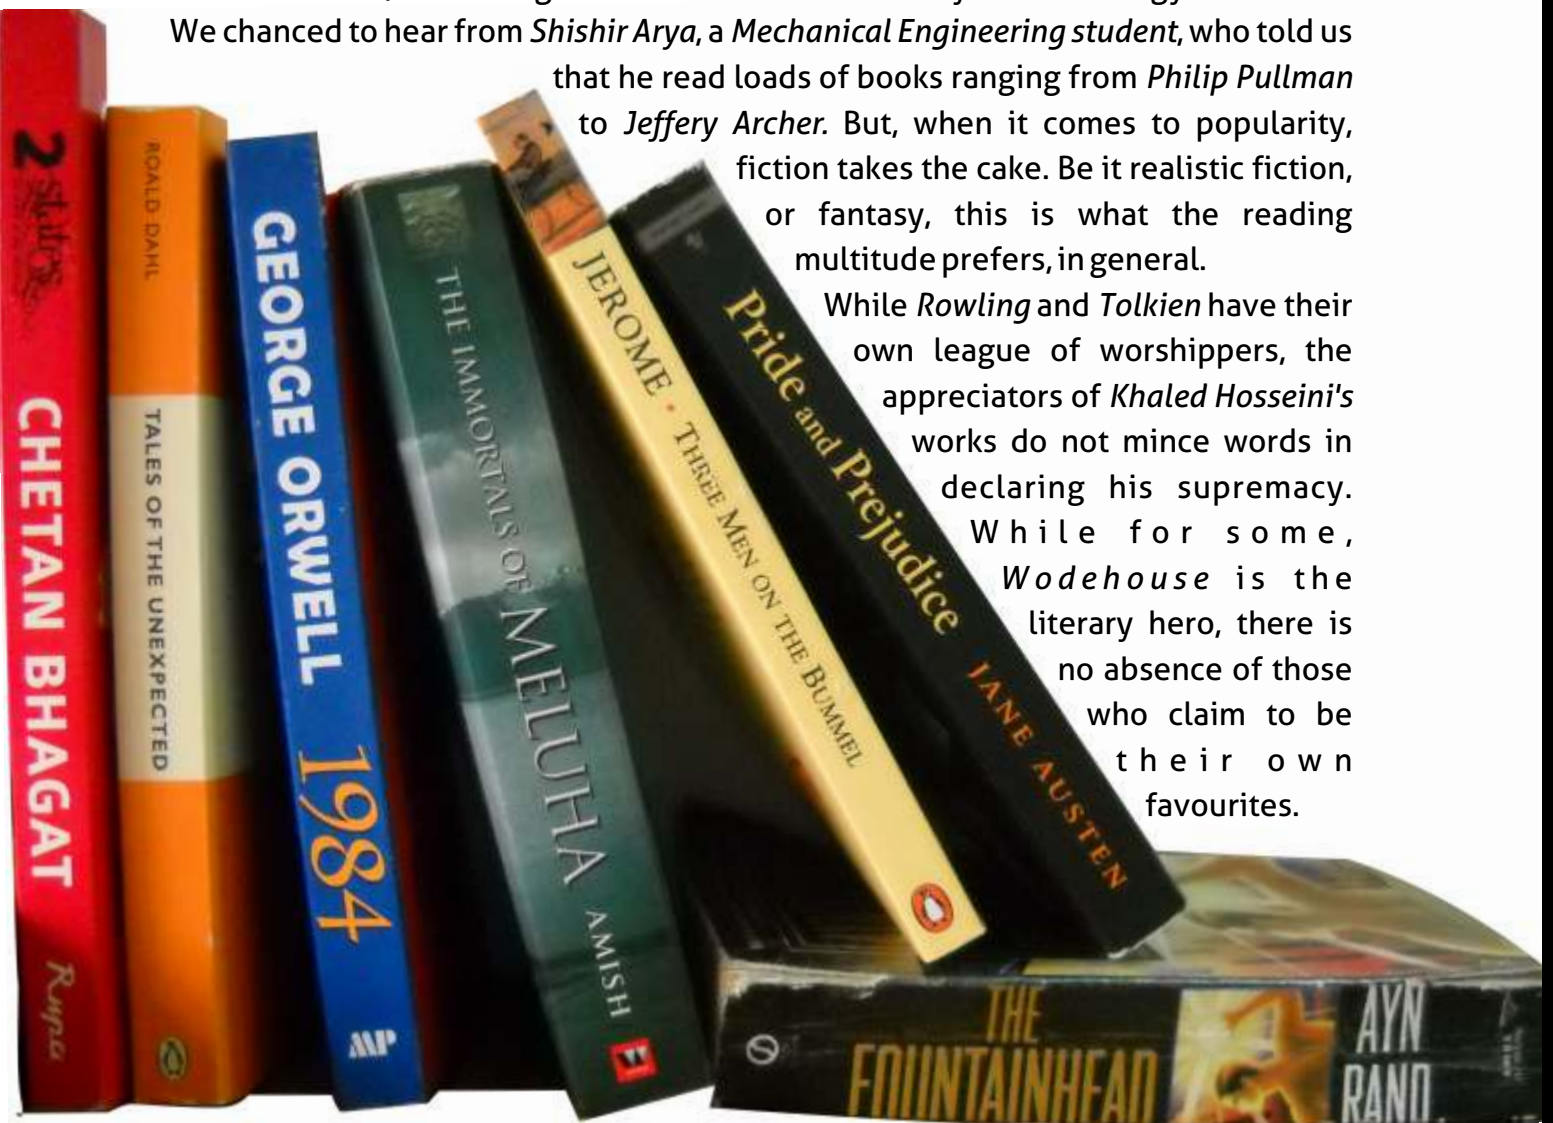 We chanced to hear from Shishir Arya, a Mechanical Engineering student, who told us
that he read loads of books ranging from Philip Pullman
to Jeffery Archer. But, when it comes to popularity,
fiction takes the cake. Be it realistic fiction,
or fantasy, this is what the reading
multitude prefers, in general.
While Rowling and Tolkien have their
own league of worshippers, the
appreciators of Khaled Hosseini's
works do not mince words in
declaring his supremacy.
While for some,
Wodehouse is the
literary hero, there is
no absence of those
who claim to be
their own
favourites.
2 states
CHETAN BHAGAT
Rupa
ROALD DAHL
TALES OF THE UNEXPECTED
GEORGE ORWELL 1984
MP
THE IMMORTALS OF MELUHA AMISH
W
JEROME · THREE MEN ON THE BUMMEL
Pride and Prejudice JANE AUSTEN
THE
FOUNTAINHEAD
AYN
RAND